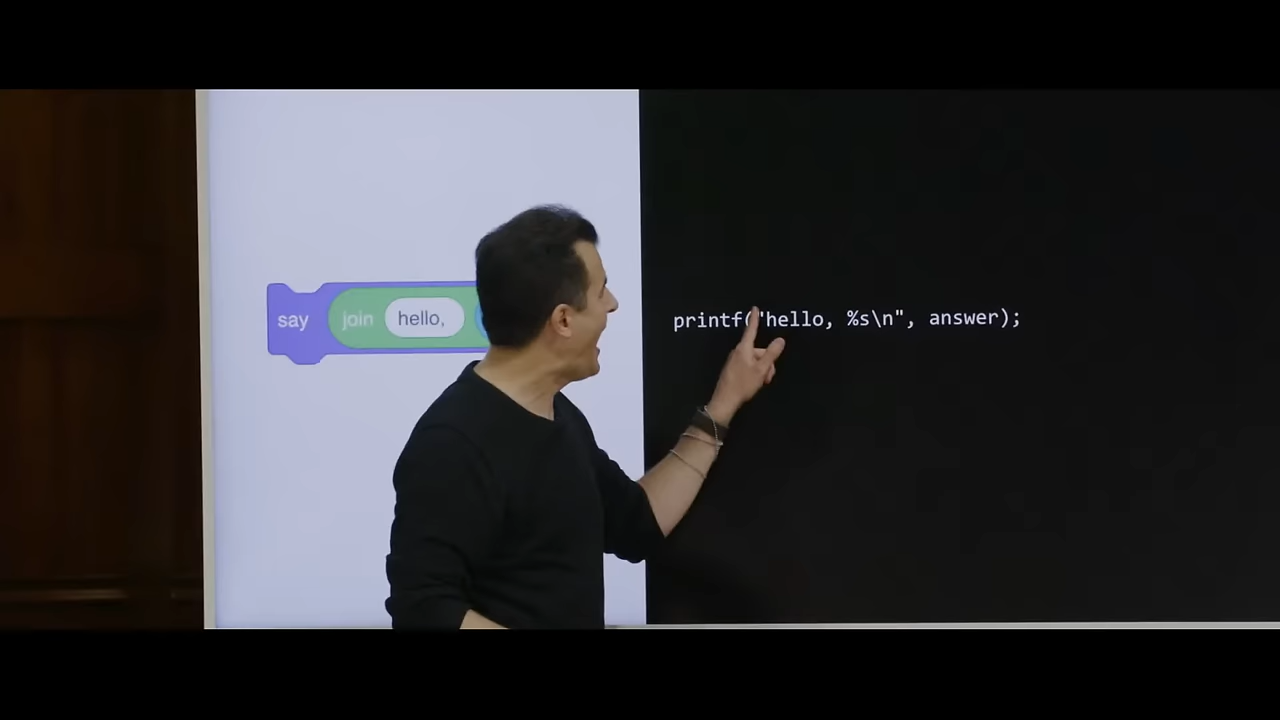 say join hello,
printf("hello, %s\n", answer);